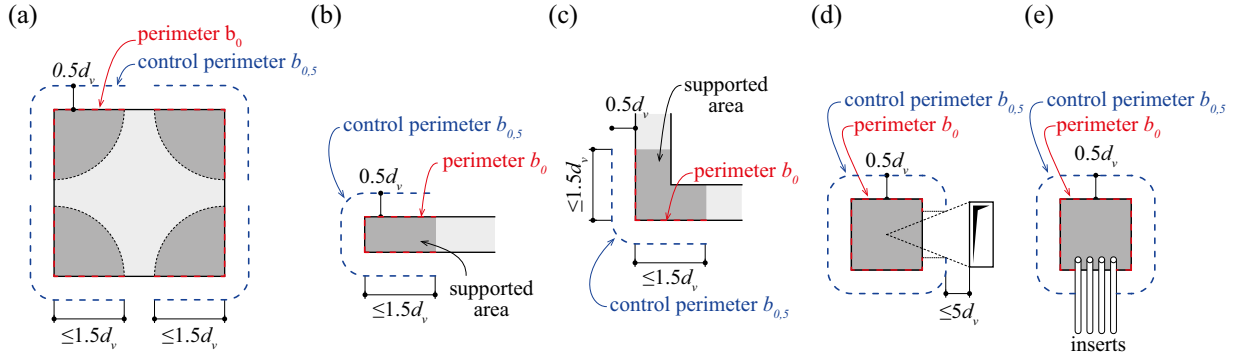 (a)
perimeter b0
control perimeter b0,5
0.5dv
≤1.5dv
≤1.5dv
(b)
control perimeter b0,5
perimeter b0
0.5dv
≤1.5dv
supported
area
(c)
supported
area
0.5dv
≤1.5dv
perimeter b0
≤1.5dv
control perimeter b0,5
(d)
control perimeter b0,5
perimeter b0
0.5dv
≤5dv
(e)
control perimeter b0,5
perimeter b0
0.5dv
inserts